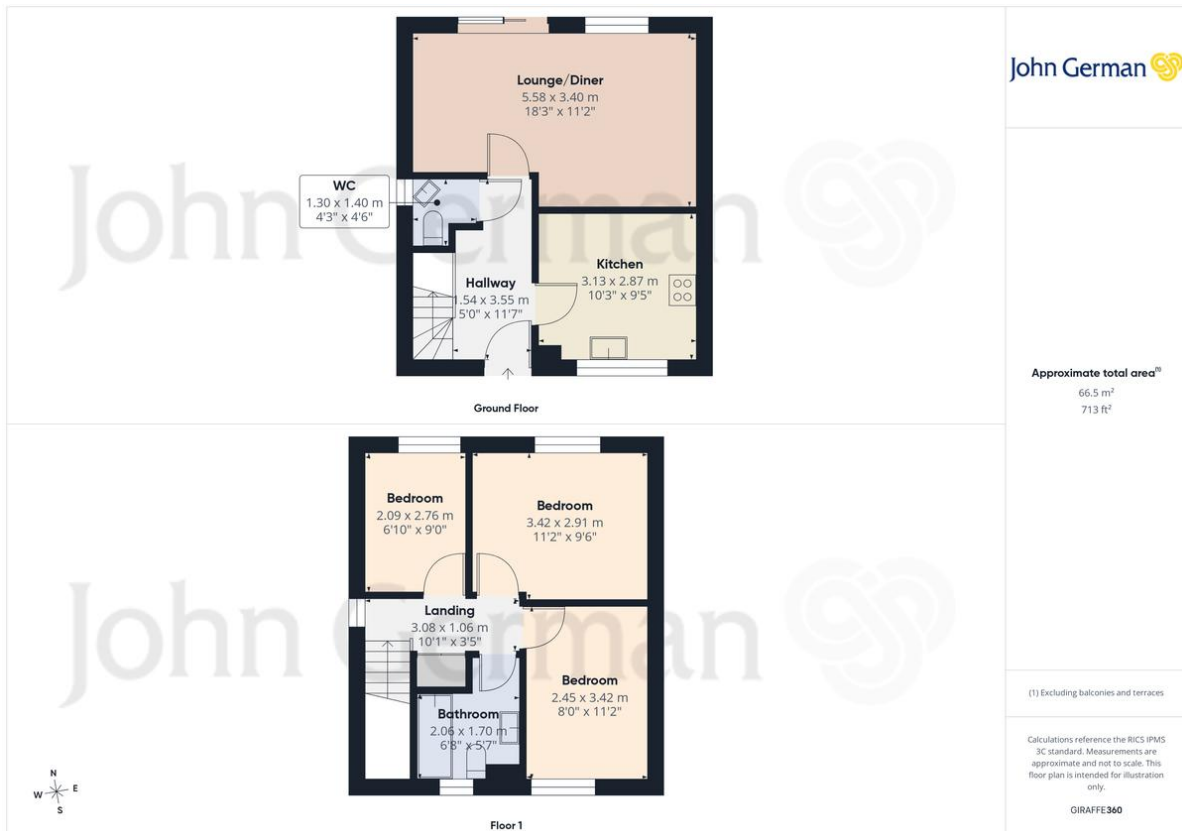 John German
Lounge/Diner
5.58 x 3.40 m
18'3" x 11'2"
WC
1.30 x 1.40 m
4'3" x 4'6"
Hallway
1.54 x 3.55 m
5'0" x 11'7"
Kitchen
3.13 x 2.87 m
10'3" x 9'5"
John German
Ground Floor
Bedroom
2.09 x 2.76 m
6'10" x 9'0"
Bedroom
3.42 x 2.91 m
11'2" x 9'6"
Landing
3.08 x 1.06 m
10'1" x 3'5"
Bedroom
2.45 x 3.42 m
8'0" x 11'2"
Bathroom
2.06 x 1.70 m
6'8" x 5'7"
John German
N
W E
S
Floor 1
Approximate total area(1)
66.5 m²
713 ft²
(1) Excluding balconies and terraces
Calculations reference the RICS IPMS
3C standard. Measurements are
approximate and not to scale. This
floor plan is intended for illustration
only.
GIRAFFE360